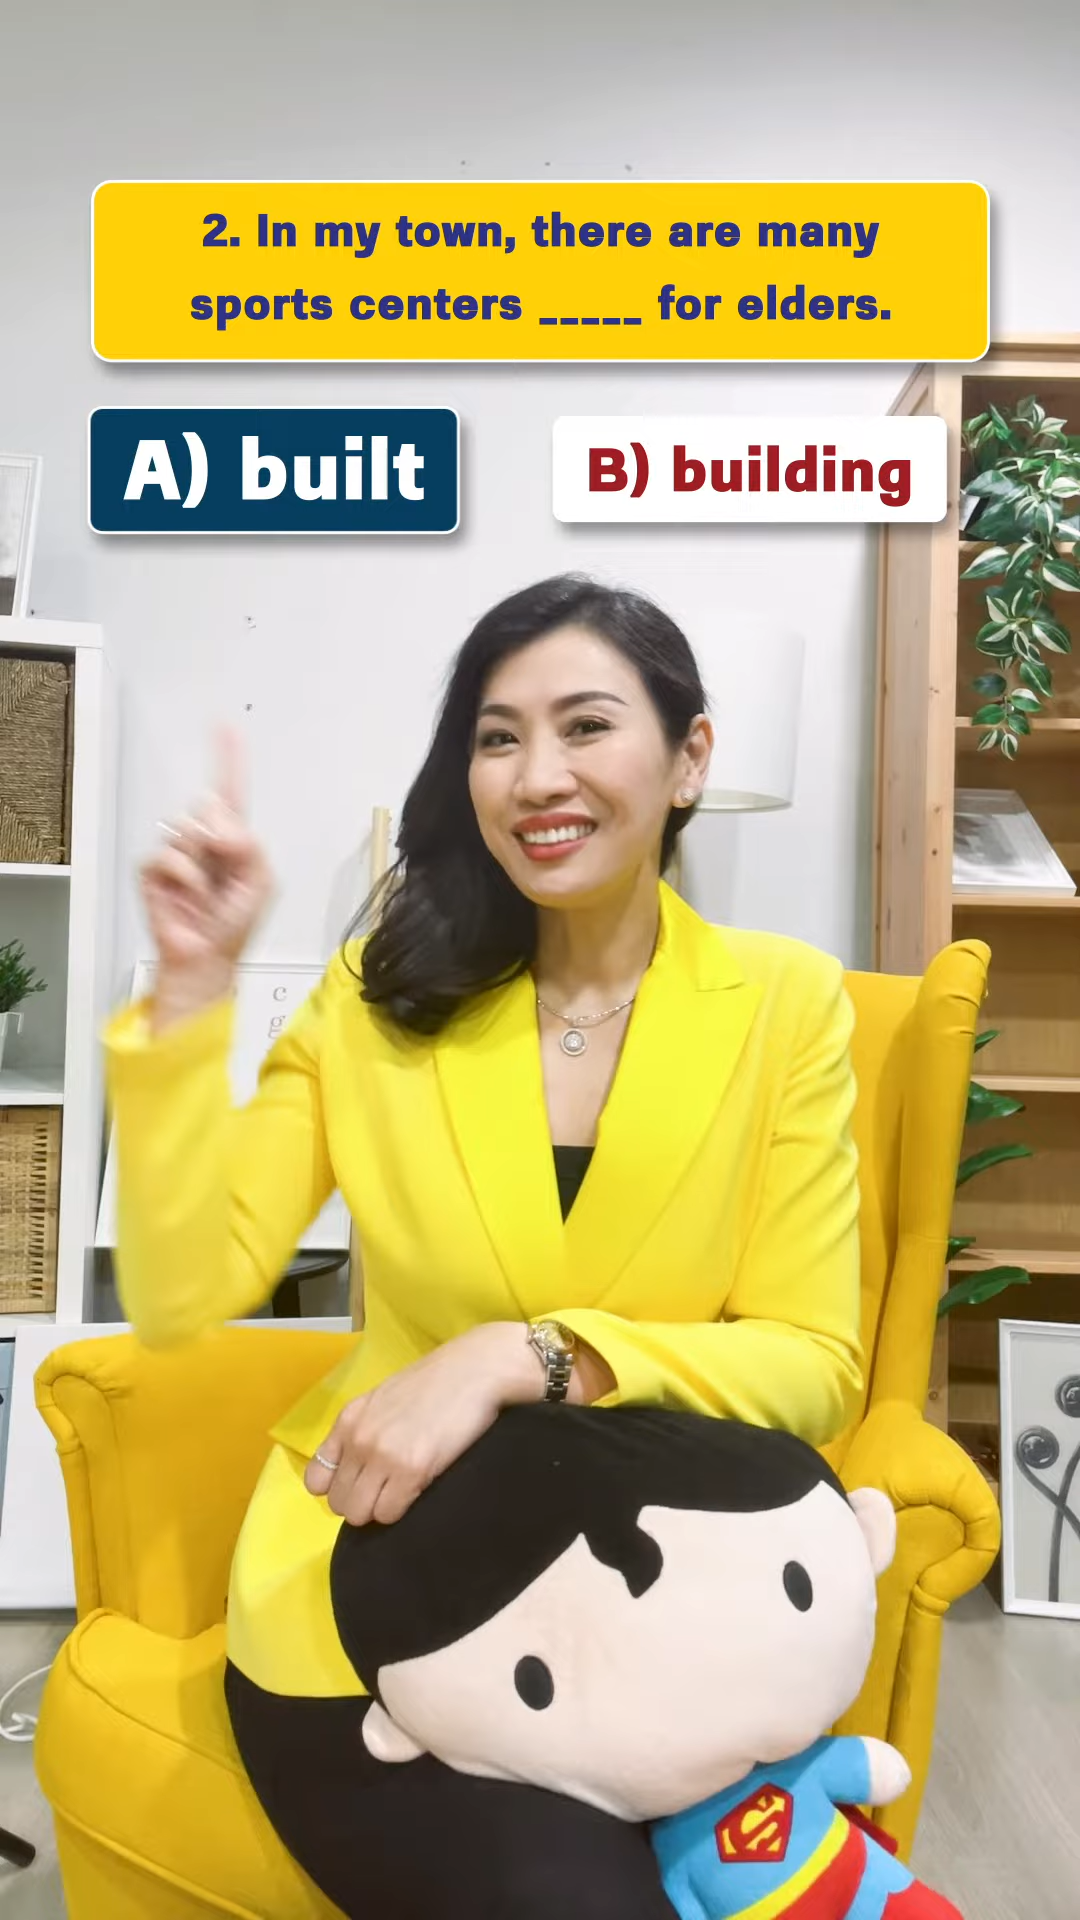 2. In my town, there are many
sports centers _____ for elders.
A) built
B) building
c
g
S